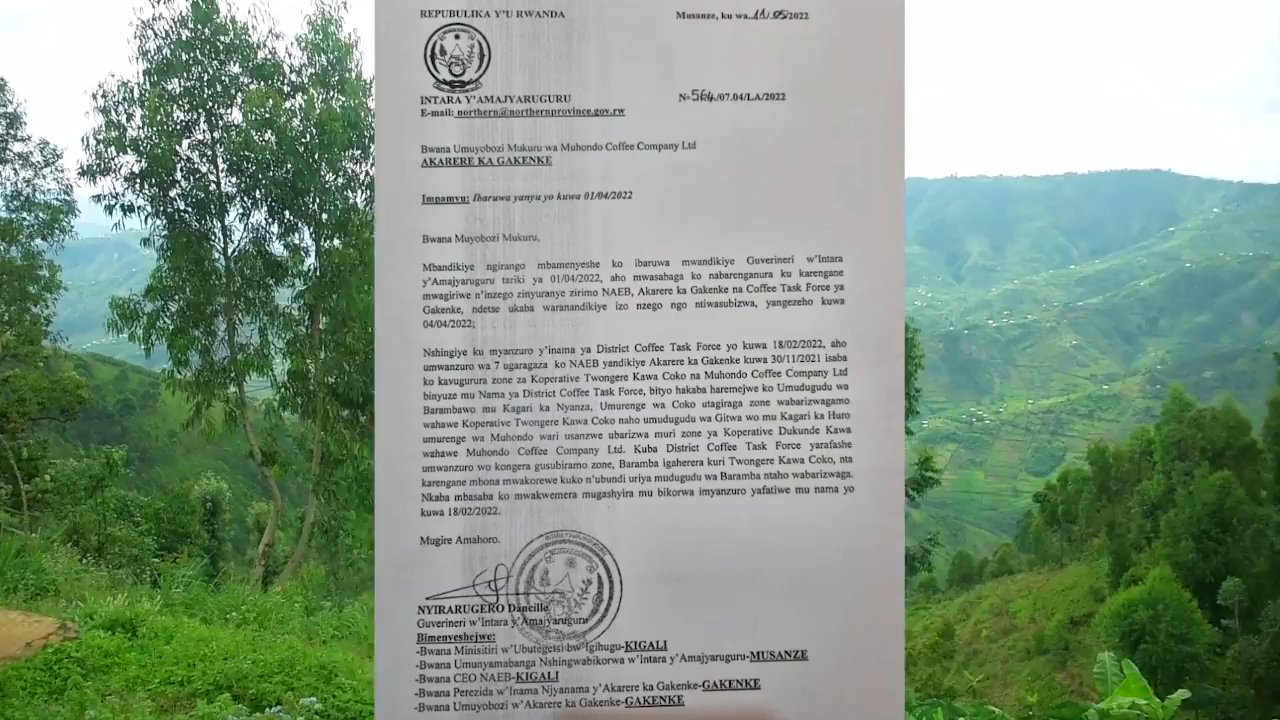 REPUBULIKA Y'U RWANDA
Musanze, ku wa..11/.05/2022
INTARA Y'AMAJYARUGURU
N°564/07.04/LA/2022
E-mail: northern@northernprovince.gov.rw
Bwana Umuyobozi Mukuru wa Muhondo Coffee Company Ltd
AKARERE KA GAKENKE
Impamvu: Ibaruwa yanyu yo kuwa 01/04/2022
Bwana Muyobozi Mukuru,
Mbandikiye ngirango mbamenyeshe ko ibaruwa mwandikiye Guverineri w'Intara
y'Amajyaruguru tariki ya 01/04/2022, aho mwasabaga ko nabarenganura ku karengane
mwagiriwe n'inzego zinyuranye zirimo NAEB, Akarere ka Gakenke na Coffee Task Force ya
Gakenke, ndetse ukaba waranandikiye izo nzego ngo ntiwasubizwa, yangezeho kuwa
04/04/2022;
Nshingiye ku myanzuro y'inama ya District Coffee Task Force yo kuwa 18/02/2022, aho
umwanzuro wa 7 ugaragaza ko NAEB yandikiye Akarere ka Gakenke kuwa 30/11/2021 isaba
ko kavugurura zone za Koperative Twongere Kawa Coko na Muhondo Coffee Company Ltd
binyuze mu Nama ya District Coffee Task Force, bityo hakaba haremejwe ko Umudugudu wa
Barambawo mu Kagari ka Nyanza, Umurenge wa Coko utagiraga zone wabarizwagamo
wahawe Koperative Twongere Kawa Coko naho umudugudu wa Gitwa wo mu Kagari ka Huro
umurenge wa Muhondo wari usanzwe ubarizwa muri zone ya Koperative Dukunde Kawa
wahawe Muhondo Coffee Company Ltd. Kuba District Coffee Task Force yarafashe
umwanzuro wo kongera gusubiramo zone, Baramba igaherera kuri Twongere Kawa Coko, nta
karengane mbona mwakorewe kuko n'ubundi uriya mudugudu wa Baramba ntaho wabarizwaga.
Nkaba mbasaba ko mwakwemera mugashyira mu bikorwa imyanzuro yafatiwe mu nama yo
kuwa 18/02/2022.
Mugire Amahoro.
NYIRARUGERO Dancille
Guverineri w'Intara y'Amajyaruguru
Bimenyeshejwe:
-Bwana Minisitiri w'Ubutegetsi bw'Igihugu-KIGALI
-Bwana Umunyamabanga Nshingwabikorwa w'Intara y'Amajyaruguru-MUSANZE
-Bwana CEO NAEB-KIGALI
-Bwana Perezida w'Inama Njyanama y'Akarere ka Gakenke-GAKENKE
-Bwana Umuyobozi w'Akarere ka Gakenke-GAKENKE